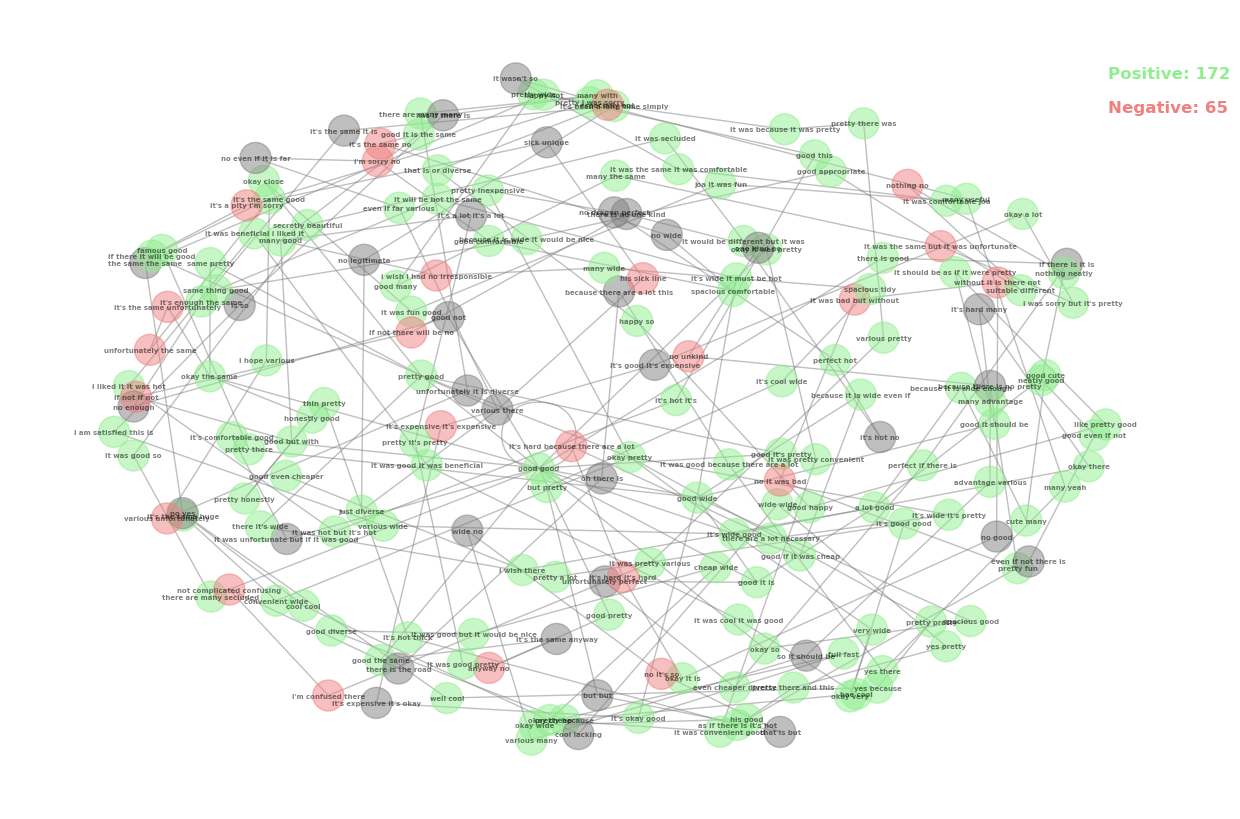 Positive: 172
Negative: 65
It wasn't so
pretty wide
many with
pretty I was sorry
It's been a long time simply
there are many many
It's the same it is
good it is the same
It's the same no
sick unique
It was secluded
It was because it was pretty
pretty there was
no even if it is far
I'm sorry no
that is or diverse
good this
good appropriate
It was the same it was comfortable
many the same
Joa it was fun
nothing no
okay close
It's the same good
It's a pity I'm sorry
pretty inexpensive
It will be hot the same
even if far various
It's a lot it's a lot
It was comfortable joa
many useful
okay a lot
secretly beautiful
It was beneficial I liked it
many good
because it is wide it would be nice
no wide
It would be different but it was
okay it was pretty
It was the same but it was unfortunate
there is good
famous good
If there will be good
the same the same
same pretty
no legitimate
I wish I had no irresponsible
good many
many wide
his sick line
because there are a lot this
It's wide it must be hot
spacious comfortable
If there is it is
nothing neatly
It should be as if it were pretty
without it is there not
suitable different
spacious tidy
It was bad but without
I was sorry but it's pretty
It's hard many
same thing good
It's enough the same
It's the same unfortunately
is so
It was fun good
good not
If not there will be no
happy so
various pretty
unfortunately the same
I hope various
okay the same
pretty good
It's good it's expensive
no unkind
perfect hot
It's cool wide
because it is wide even if
good cute
neatly good
because there is no pretty
because it is wide enough
many advantage
I liked it it was hot
If not if not
no enough
unfortunately it is diverse
various there
thin pretty
honestly good
It's hot it's
good it should be
like pretty good
good even if not
I am satisfied this is
It was good so
It's comfortable good
pretty there
good but with
It's expensive it's expensive
pretty it's pretty
It's hard because there are a lot
It's hot no
okay pretty
It was good it was beneficial
good good
but pretty
oh there is
It was good because there are a lot
good it's pretty
It was pretty convenient
no it was bad
perfect if there is
okay there
many yeah
advantage various
good even cheaper
pretty honestly
no yes
various unfortunately
there it's wide
It was unfortunate but if it was good
It was hot but it's hot
just diverse
various wide
wide no
good wide
wide wide
good happy
a lot good
It's good good
It's wide it's pretty
cute many
no good
It's wide good
there are a lot necessary
good if it was cheap
even if not there is
pretty fun
not complicated confusing
there are many secluded
convenient wide
cool cool
I wish there
pretty a lot
It was pretty various
It's hard it's hard
unfortunately perfect
cheap wide
good it is
good pretty
It was cool it was good
good diverse
It's hot thick
It was good but it would be nice
It's the same anyway
very wide
pretty pretty
spacious good
yes pretty
good the same
there is the road
It was good pretty
anyway no
okay so
so it should be
full fast
yes there
no it's so
okay it is
even cheaper diverse
pretty there and this
yes because
okay very
I'm confused there
It's expensive it's okay
well cool
but but
okay wide
various many
cool lacking
It's okay good
his good
as if there is it's hot
It was convenient good
that is but